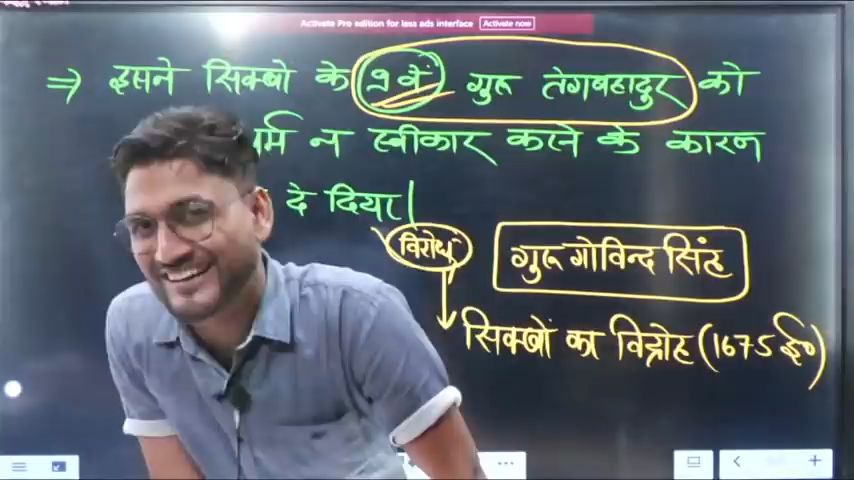 Activate Pro edition for less ads interface Activate now
⇒ इसने सिक्खो के 9 वें गुरू तेगबहादुर को
र्म न स्वीकार करने के कारण
दे दिया|
विरोध
गुरू गोविन्द सिंह
सिक्खों का विद्रोह (1675 ई०)